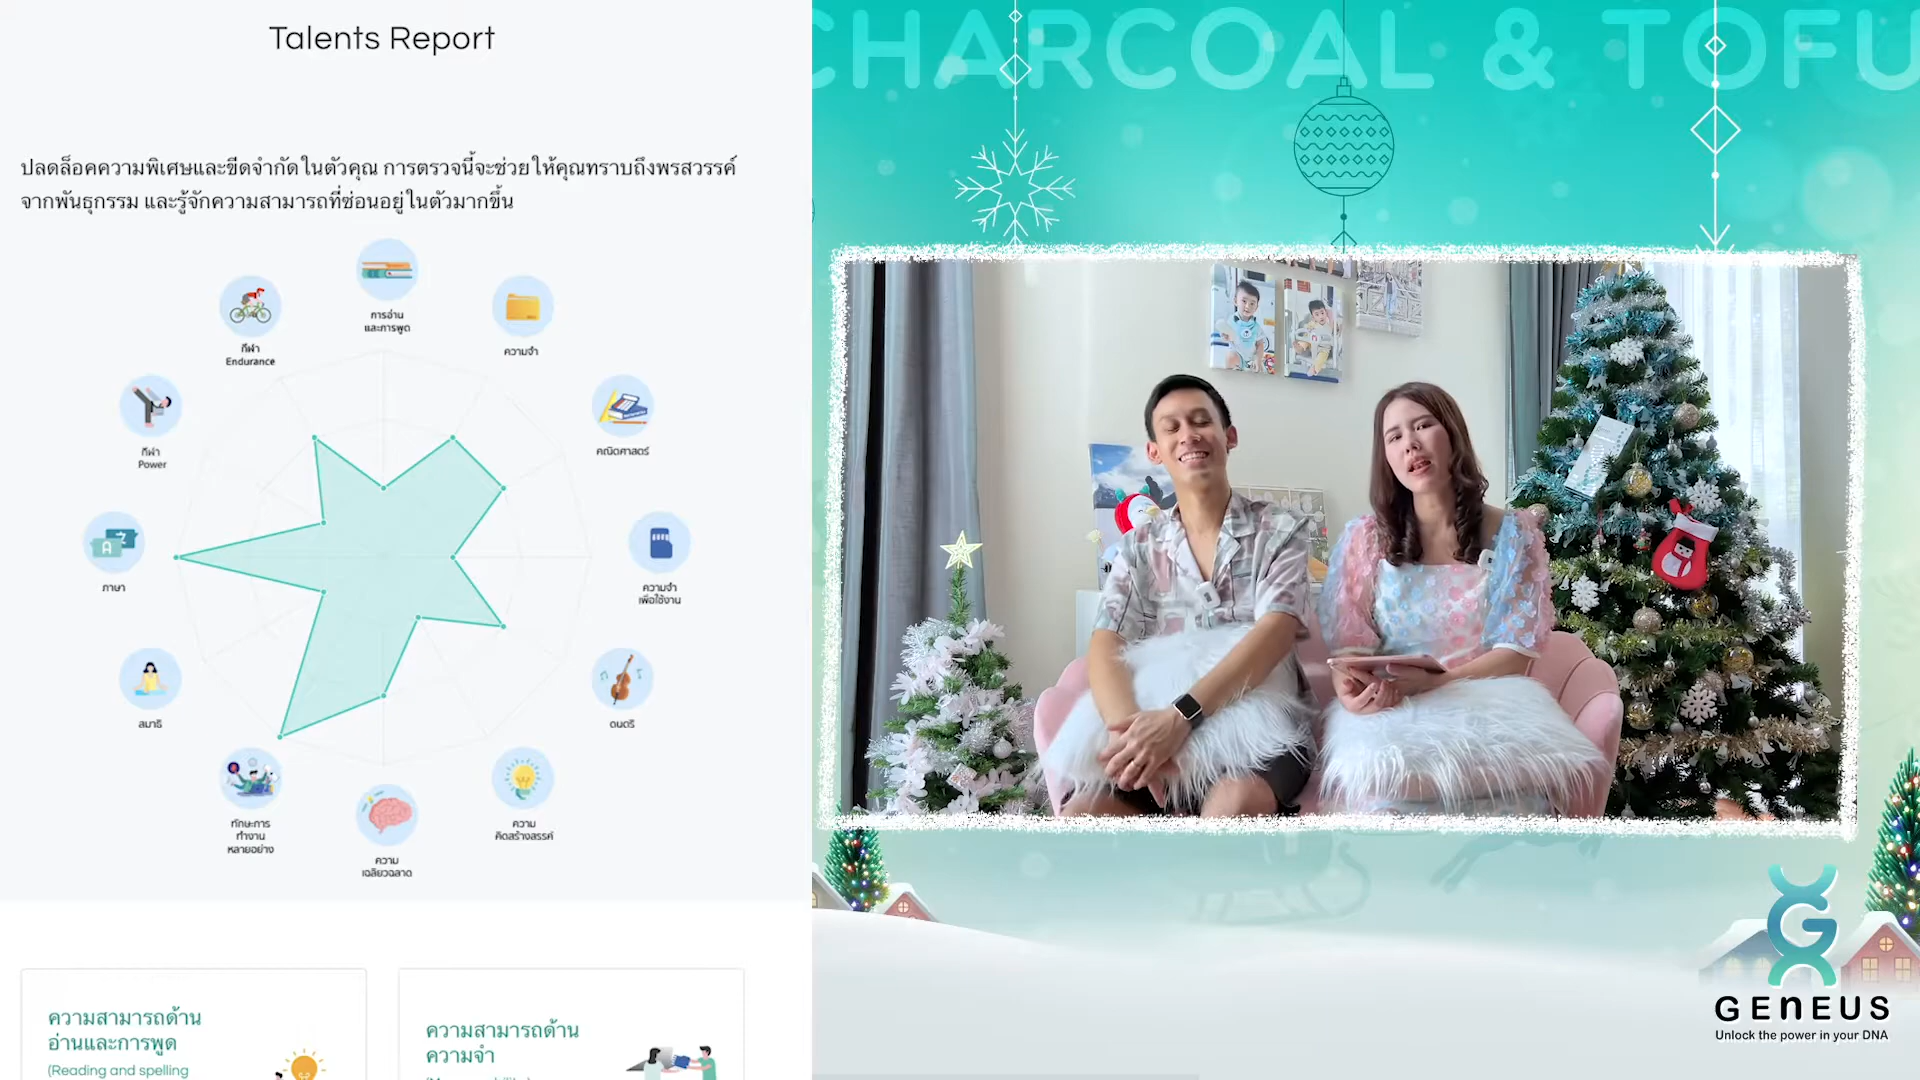 Talents Report
ปลดล็อคความพิเศษและขีดจำกัดในตัวคุณ การตรวจนี้จะช่วยให้คุณทราบถึงพรสวรรค์
จากพันธุกรรม และรู้จักความสามารถที่ซ่อนอยู่ในตัวมากขึ้น
การอ่าน
และการพูด
ความจำ
คณิตศาสตร์
ความจำ
เพื่อใช้งาน
ดนตรี
ความ
คิดสร้างสรรค์
ความ
เฉลียวฉลาด
ทักษะการ
ทำงาน
หลายอย่าง
สมาธิ
ภาษา
กีฬา
Power
กีฬา
Endurance
ความสามารถด้าน
อ่านและการพูด
(Reading and spelling
ความสามารถด้าน
ความจำ
CHARCOAL & TOFU
GENEUS
Unlock the power in your DNA